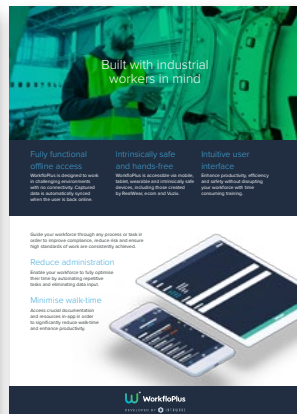 Built with industrial
workers in mind
Fully functional
offline access
WorkfloPlus is designed to work
in challenging environments
with no connectivity. Captured
data is automatically synced
when the user is back online.
Intrinsically safe
and hands-free
WorkfloPlus is accessible via mobile,
tablet, wearable and intrinsically safe
devices, including those created
by RealWear, ecom and Vuzix.
Intuitive user
interface
Enhance productivity, efficiency
and safety without disrupting
your workforce with time
consuming training.
Guide your workforce through any process or task in
order to improve compliance, reduce risk and ensure
high standards of work are consistently achieved.
Reduce administration
Enable your workforce to fully optimise
their time by automating repetitive
tasks and eliminating data input.
Minimise walk-time
Access crucial documentation
and resources in-app in order
to significantly reduce walk-time
and enhance productivity.
WorkfloPlus
DEVELOPED BY INTOWARE